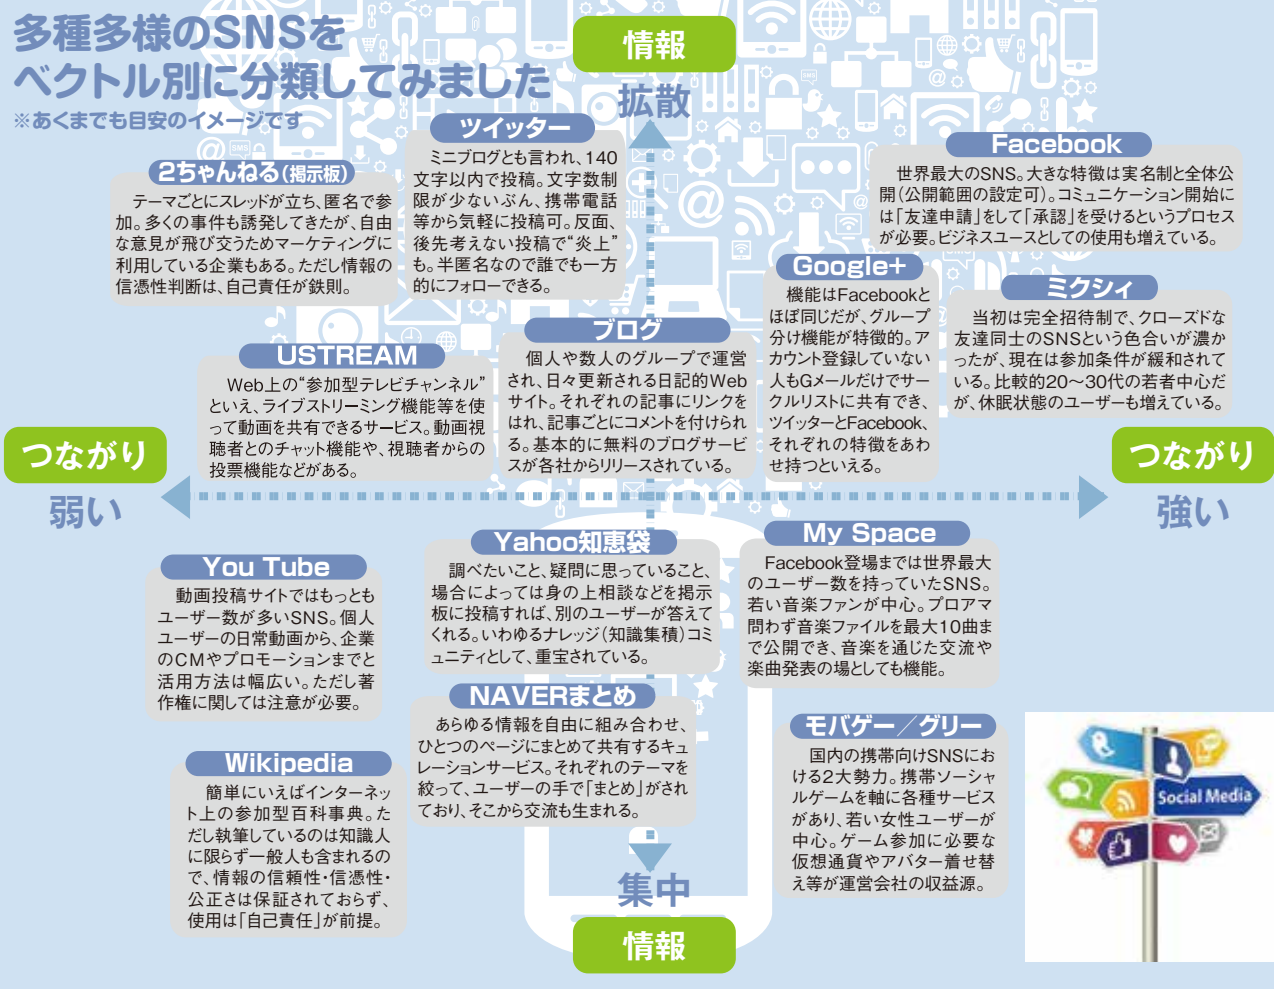 多種多様のSNSを
ベクトル別に分類してみました
※あくまでも目安のイメージです
情報
拡散
2ちゃんねる(掲示板)
テーマごとにスレッドが立ち、匿名で参
加。多くの事件も誘発してきたが、自由
な意見が飛び交うためマーケティングに
利用している企業もある。ただし情報の
信憑性判断は、自己責任が鉄則。
ツイッター
ミニブログとも言われ、140
文字以内で投稿。文字数制
限が少ないぶん、携帯電話
等から気軽に投稿可。反面、
後先考えない投稿で“炎上”
も。半匿名なので誰でも一方
的にフォローできる。
Facebook
世界最大のSNS。大きな特徴は実名制と全体公
開(公開範囲の設定可)。コミュニケーション開始に
は「友達申請」をして「承認」を受けるというプロセス
が必要。ビジネスユースとしての使用も増えている。
Google+
機能はFacebookと
ほぼ同じだが、グループ
分け機能が特徴的。ア
カウント登録していない
人もGメールだけでサー
クルリストに共有でき、
ツイッターとFacebook、
それぞれの特徴をあわ
せ持つといえる。
ミクシィ
当初は完全招待制で、クローズドな
友達同士のSNSという色合いが濃か
ったが、現在は参加条件が緩和されて
いる。比較的20〜30代の若者中心だ
が、休眠状態のユーザーも増えている。
USTREAM
Web上の“参加型テレビチャンネル”
といえ、ライブストリーミング機能等を使
って動画を共有できるサービス。動画視
聴者とのチャット機能や、視聴者からの
投票機能などがある。
ブログ
個人や数人のグループで運営
され、日々更新される日記的Web
サイト。それぞれの記事にリンクを
はれ、記事ごとにコメントを付けられ
る。基本的に無料のブログサービ
スが各社からリリースされている。
つながり
弱い
つながり
強い
You Tube
動画投稿サイトではもっとも
ユーザー数が多いSNS。個人
ユーザーの日常動画から、企業
のCMやプロモーションまでと
活用方法は幅広い。ただし著
作権に関しては注意が必要。
Yahoo知恵袋
調べたいこと、疑問に思っていること、
場合によっては身の上相談などを掲示
板に投稿すれば、別のユーザーが答えて
くれる。いわゆるナレッジ(知識集積)コミ
ュニティとして、重宝されている。
My Space
Facebook登場までは世界最大
のユーザー数を持っていたSNS。
若い音楽ファンが中心。プロアマ
問わず音楽ファイルを最大10曲ま
で公開でき、音楽を通じた交流や
楽曲発表の場としても機能。
NAVERまとめ
あらゆる情報を自由に組み合わせ、
ひとつのページにまとめて共有するキュ
レーションサービス。それぞれのテーマを
絞って、ユーザーの手で「まとめ」がされ
ており、そこから交流も生まれる。
Wikipedia
簡単にいえばインターネッ
ト上の参加型百科事典。た
だし執筆しているのは知識人
に限らず一般人も含まれるの
で、情報の信頼性・信憑性・
公正さは保証されておらず、
使用は「自己責任」が前提。
モバゲー／グリー
国内の携帯向けSNSにお
ける2大勢力。携帯ソーシャ
ルゲームを軸に各種サービス
があり、若い女性ユーザーが
中心。ゲーム参加に必要な
仮想通貨やアバター着せ替
え等が運営会社の収益源。
Social Media
集中
情報